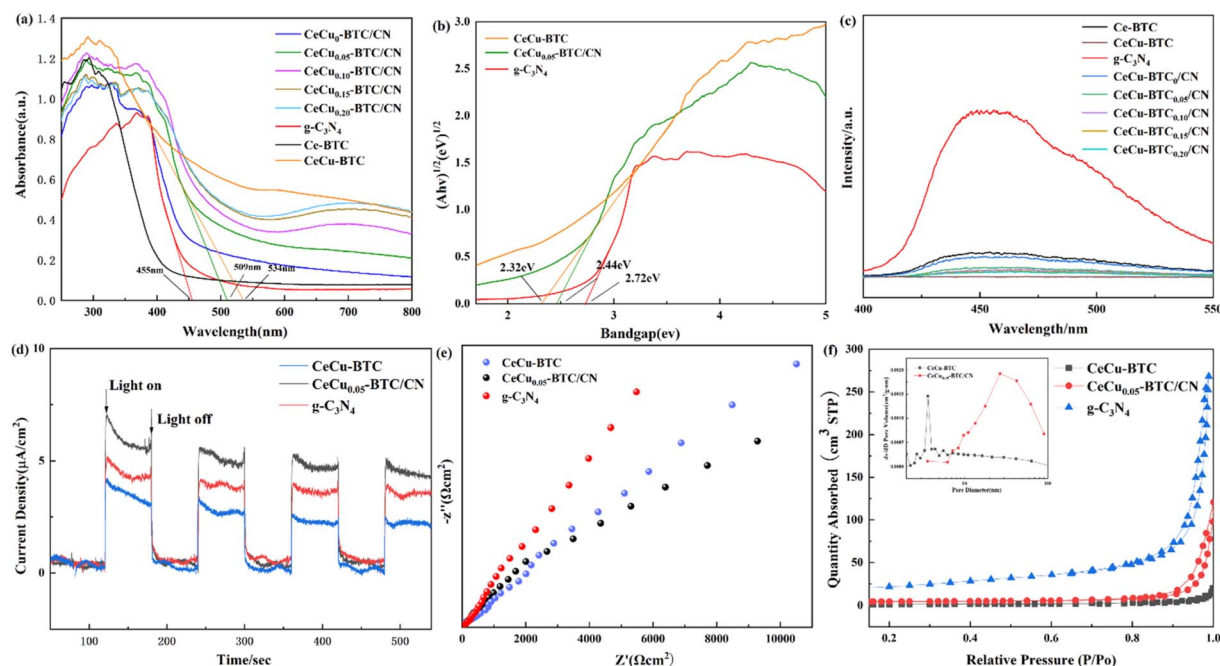 (a)
1.4
1.2
1.0
0.8
0.6
0.4
0.2
0.0
Absorbance(a.u.)
CeCu₀-BTC/CN
CeCu₀.₀₅-BTC/CN
CeCu₀.₁₀-BTC/CN
CeCu₀.₁₅-BTC/CN
CeCu₀.₂₀-BTC/CN
g-C₃N₄
Ce-BTC
CeCu-BTC
455nm
509nm
534nm
300 400 500 600 700 800
Wavelength(nm)
(b)
3.0
2.5
2.0
1.5
1.0
0.5
0.0
(Ahv)¹/²(eV)¹/²
CeCu-BTC
CeCu₀.₀₅-BTC/CN
g-C₃N₄
2.32eV
2.44eV
2.72eV
2 3 4 5
Bandgap(ev)
(c)
Intensity/a.u.
Ce-BTC
CeCu-BTC
g-C₃N₄
CeCu-BTC₀/CN
CeCu-BTC₀.₀₅/CN
CeCu-BTC₀.₁₀/CN
CeCu-BTC₀.₁₅/CN
CeCu-BTC₀.₂₀/CN
400 450 500 550
Wavelength/nm
(d)
10
5
0
Current Density(μA/cm²)
CeCu-BTC
CeCu₀.₀₅-BTC/CN
g-C₃N₄
Light on
Light off
100 200 300 400 500
Time/sec
(e)
-z''(Ωcm²)
CeCu-BTC
CeCu₀.₀₅-BTC/CN
g-C₃N₄
0 2000 4000 6000 8000 10000
Z'(Ωcm²)
(f)
300
275
250
225
200
175
150
125
100
75
50
25
0
Quantity Absorbed (cm³ STP)
CeCu-BTC
CeCu₀.₀₅-BTC/CN
g-C₃N₄
CeCu-BTC
Pore Diameter(nm)
0.2 0.4 0.6 0.8 1.0
Relative Pressure (P/Po)